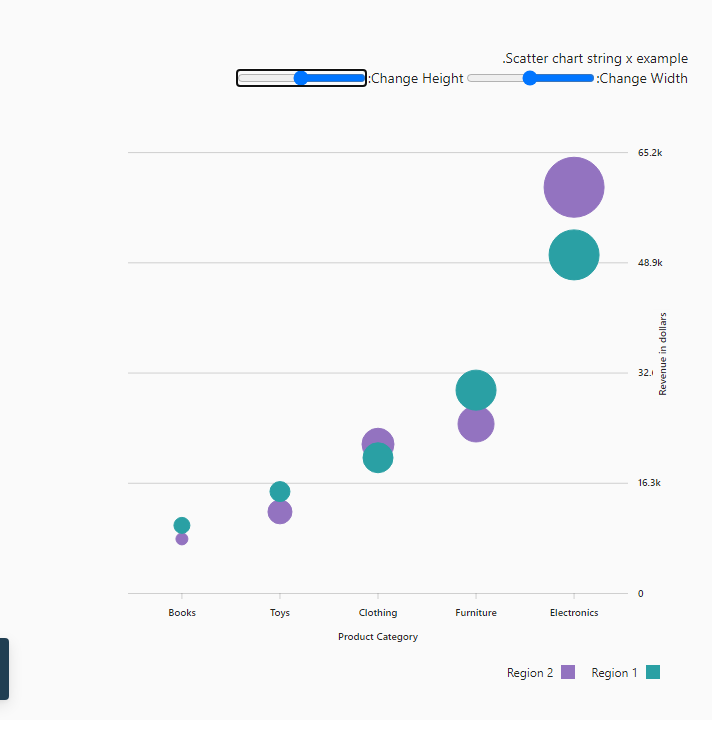 .Scatter chart string x example
:Change Height :Change Width
65.2k
48.9k
32.
16.3k
0
Revenue in dollars
Books Toys Clothing Furniture Electronics
Product Category
Region 2 Region 1